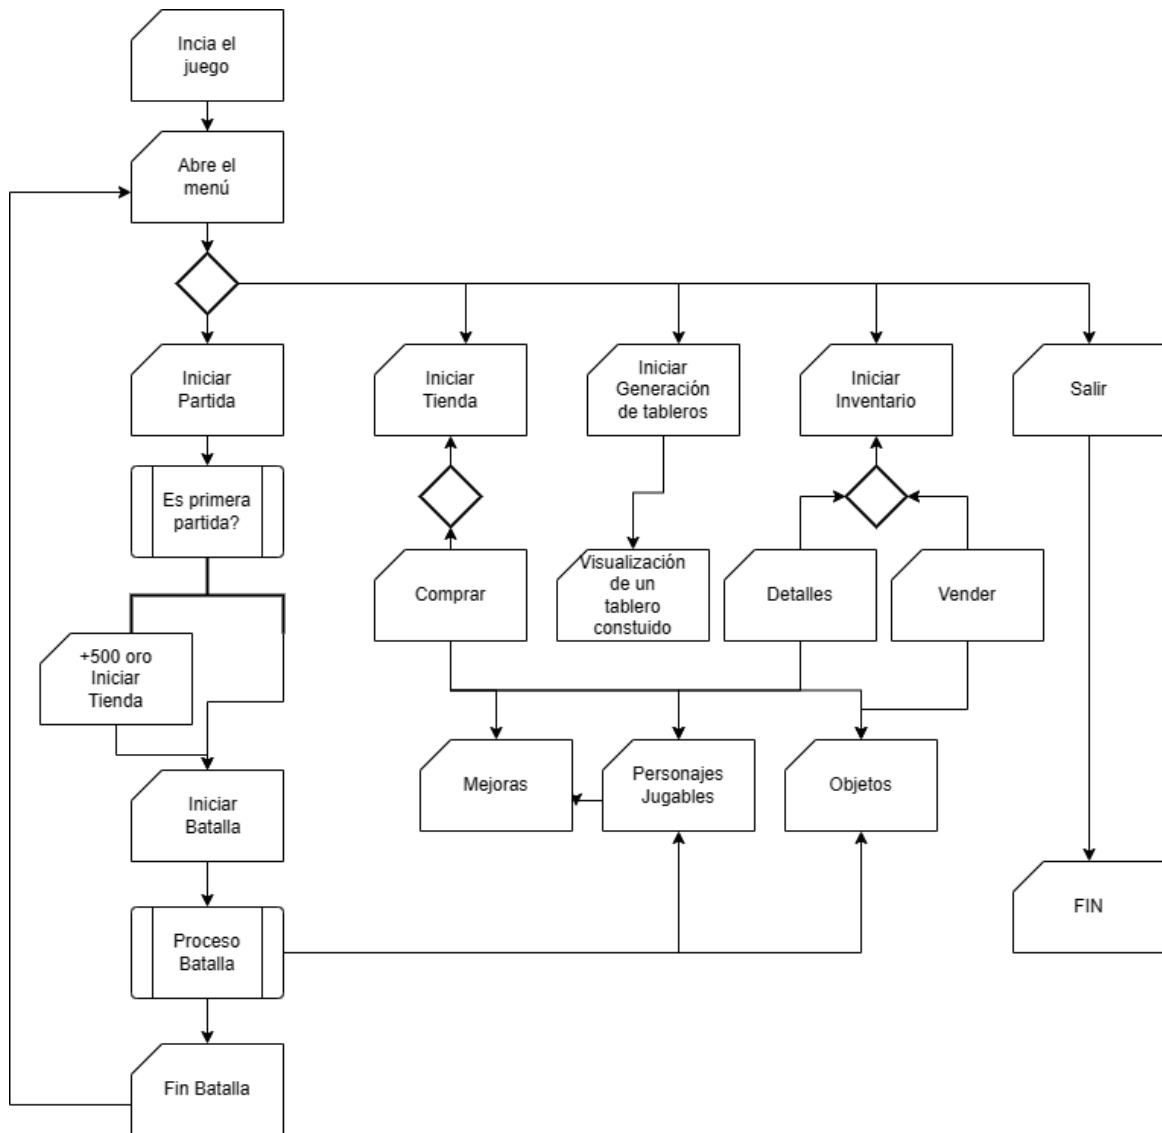 Incia el
juego
Abre el
menú
Iniciar
Partida
Iniciar
Tienda
Iniciar
Generación
de tableros
Iniciar
Inventario
Salir
Es primera
partida?
Comprar
Visualización
de un
tablero
constuido
Detalles
Vender
+500 oro
Iniciar
Tienda
Mejoras
Personajes
Jugables
Objetos
Iniciar
Batalla
FIN
Proceso
Batalla
Fin Batalla